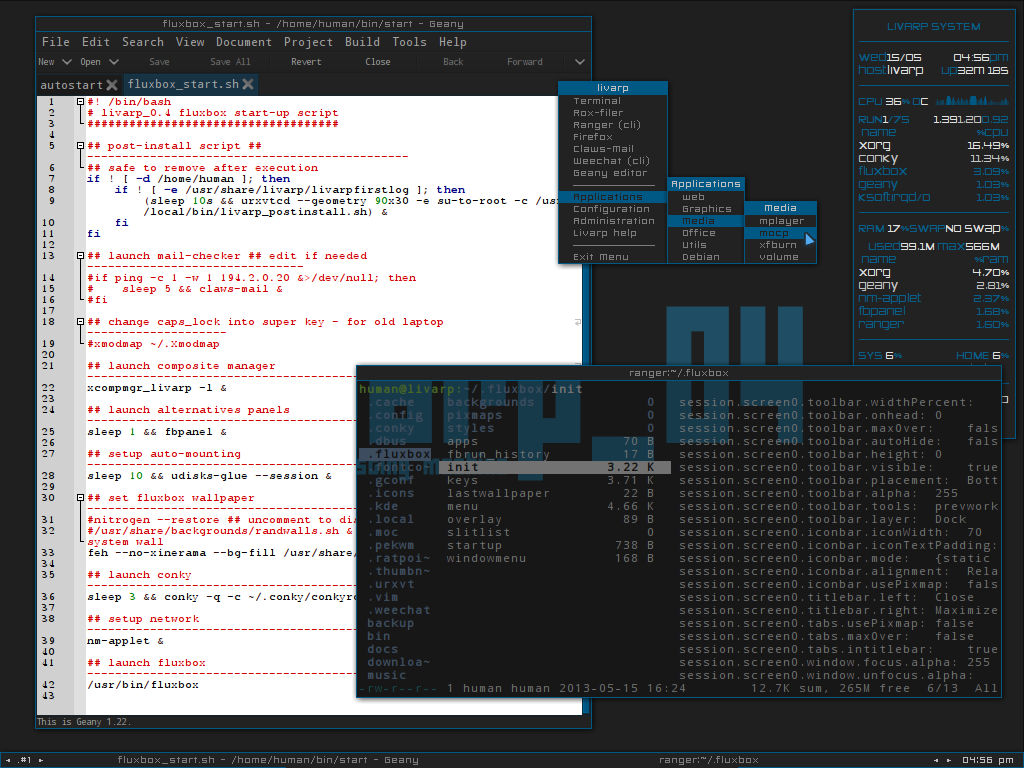 fluxbox_start.sh - /home/human/bin/start - Geany
File Edit Search View Document Project Build Tools Help
New Open Save Save All Revert Close Back Forward
autostart fluxbox_start.sh
1 #! /bin/bash
2 # livarp_0.4 fluxbox start-up script
3 ####################################
4
5 ## post-install script ##
--------------------------------------------
6 ## safe to remove after execution
7 if ! [ -d /home/human ]; then
8 if ! [ -e /usr/share/livarp/livarpfirstlog ]; then
9 (sleep 10s && urxvtcd --geometry 90x30 -e su-to-root -c /usr
/local/bin/livarp_postinstall.sh) &
10 fi
11 fi
12
13 ## launch mail-checker ## edit if needed
-------------------------------
14 #if ping -c 1 -w 1 194.2.0.20 &>/dev/null; then
15 # sleep 5 && claws-mail &
16 #fi
17
18 ## change caps_lock into super key - for old laptop
--------------------
19 #xmodmap ~/.Xmodmap
20
21 ## launch composite manager
22 xcompmgr_livarp -l &
23
24 ## launch alternatives panels
25 sleep 1 && fbpanel &
26
27 ## setup auto-mounting
28 sleep 10 && udisks-glue --session &
29
30 ## set fluxbox wallpaper
31 #nitrogen --restore ## uncomment to
32 #/usr/share/backgrounds/randwalls.sh &
system wall
33 feh --no-xinerama --bg-fill /usr/share/
34
35 ## launch conky
36 sleep 3 && conky -q -c ~/.conky/conkyrc
37
38 ## setup network
39 nm-applet &
40
41 ## launch fluxbox
42 /usr/bin/fluxbox
43
This is Geany 1.22.
livarp
Terminal
Rox-filer
Ranger (cli)
Firefox
Claws-Mail
Weechat (cli)
Geany editor
Applications
Configuration
Administration
Livarp help
Exit Menu
Applications
web
Graphics
Media
Office
Utils
Debian
Media
mplayer
mocp
xfburn
volume
LIVARP SYSTEM
wed15/05 04:56pm
hostlivarp up32m 18s
CPU 36% 0C
RUN1/75 1.39 1.20 0.92
name %cpu
xorg 16.49%
conky 11.34%
fluxbox 3.09%
geany 1.03%
ksoftirqd/0 1.03%
RAM 17% SWAPNO swap%
used99.1M max566M
name %ram
xorg 4.70%
geany 2.81%
nm-applet 2.37%
fbpanel 1.68%
ranger 1.60%
SYS 6% HOME 6%
ranger:~/.fluxbox
human@livarp:~/.fluxbox/init
.cache backgrounds 0 session.screen0.toolbar.widthPercent:
.config pixmaps 0 session.screen0.toolbar.onhead: 0
.conky styles 0 session.screen0.toolbar.maxOver: fals
.dbus apps 70 B session.screen0.toolbar.autoHide: fals
.fluxbox fbrun_history 17 B session.screen0.toolbar.height: 0
.fontco~ init 3.22 K session.screen0.toolbar.visible: true
.gconf keys 3.71 K session.screen0.toolbar.placement: Bott
.icons lastwallpaper 22 B session.screen0.toolbar.alpha: 255
.kde menu 4.66 K session.screen0.toolbar.tools: prevwork
.local overlay 89 B session.screen0.toolbar.layer: Dock
.moc slitlist 0 session.screen0.iconbar.iconWidth: 70
.pekwm startup 738 B session.screen0.iconbar.iconTextPadding:
.ratpoi~ windowmenu 168 B session.screen0.iconbar.mode: {static
.thumbn~ session.screen0.iconbar.alignment: Rela
.urxvt session.screen0.iconbar.usePixmap: fals
.vim session.screen0.titlebar.left: Close
.weechat session.screen0.titlebar.right: Maximize
backup session.screen0.tabs.usePixmap: false
bin session.screen0.tabs.maxOver: false
docs session.screen0.tabs.intitlebar: true
downloa~ session.screen0.window.focus.alpha: 255
music session.screen0.window.unfocus.alpha:
-rw-r--r-- 1 human human 2013-05-15 16:24 12.7K sum, 265M free 6/13 All
.#1 fluxbox_start.sh - /home/human/bin/start - Geany ranger:~/.fluxbox 04:56 pm